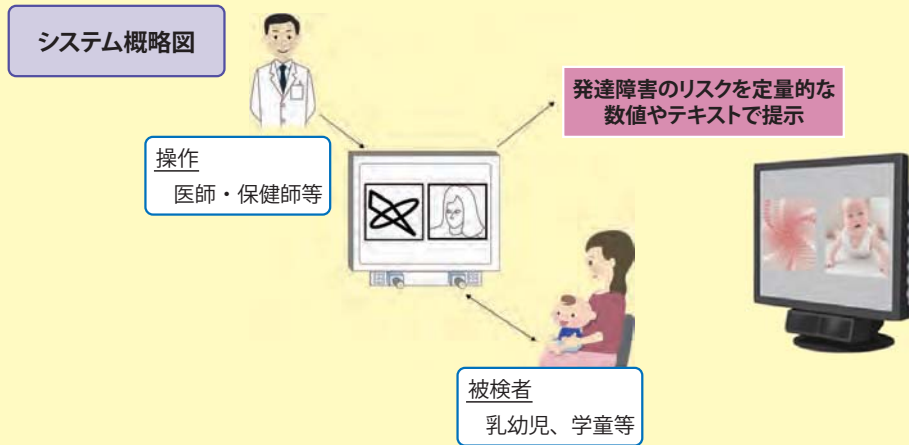 システム概略図
発達障害のリスクを定量的な
数値やテキストで提示
操作
医師・保健師等
被検者
乳幼児、学童等